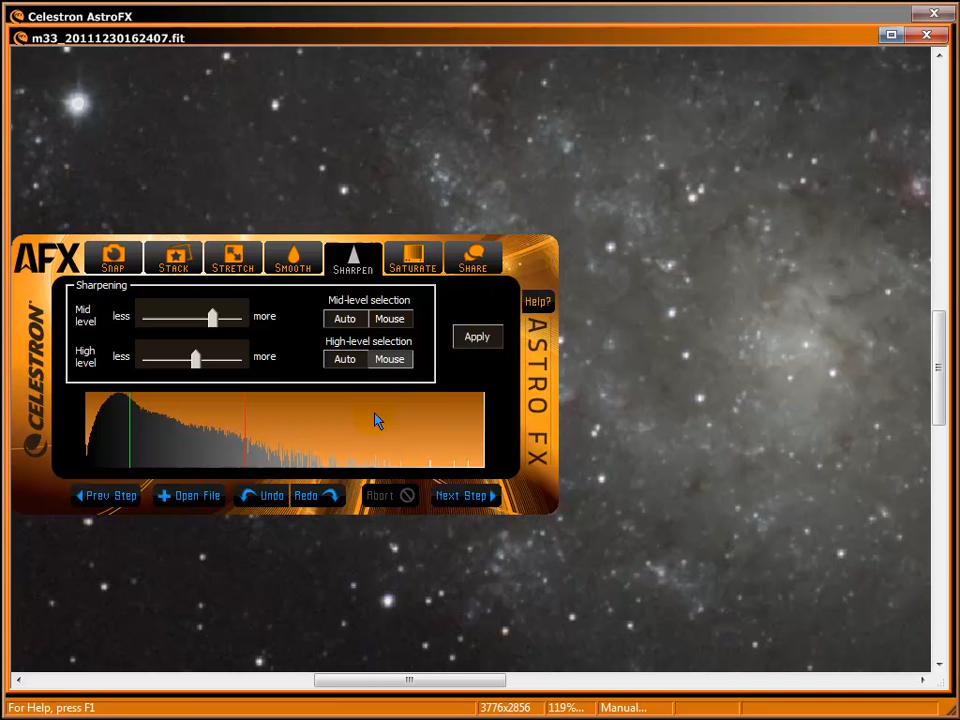 Celestron AstroFX
m33_20111230162407.fit
AFX
SNAP
STACK
STRETCH
SMOOTH
SHARPEN
SATURATE
SHARE
Sharpening
Mid level
less
more
Mid-level selection
Auto
Mouse
High level
less
more
High-level selection
Auto
Mouse
Apply
Help?
CELESTRON
ASTRO FX
Prev Step
Open File
Undo
Redo
Abort
Next Step
For Help, press F1
3776x2856
119%...
Manual...